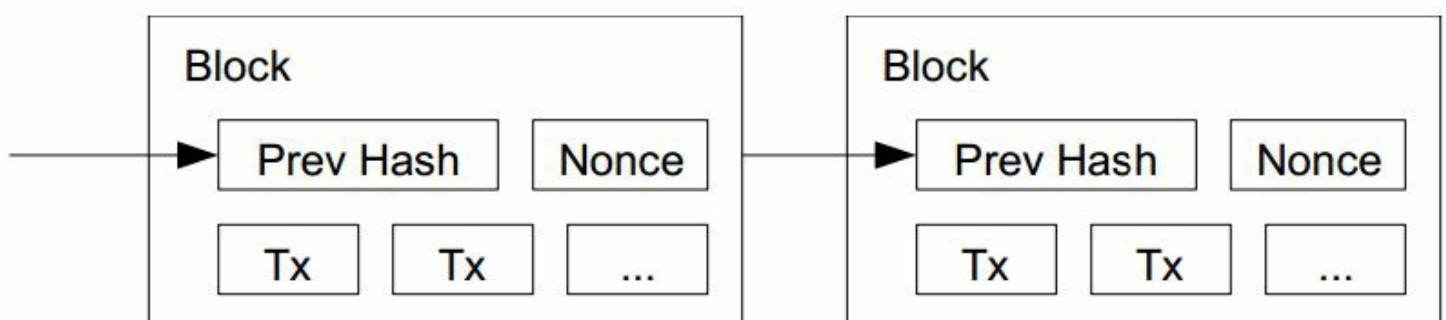 Block
Prev Hash Nonce
Tx Tx ...
Block
Prev Hash Nonce
Tx Tx ...